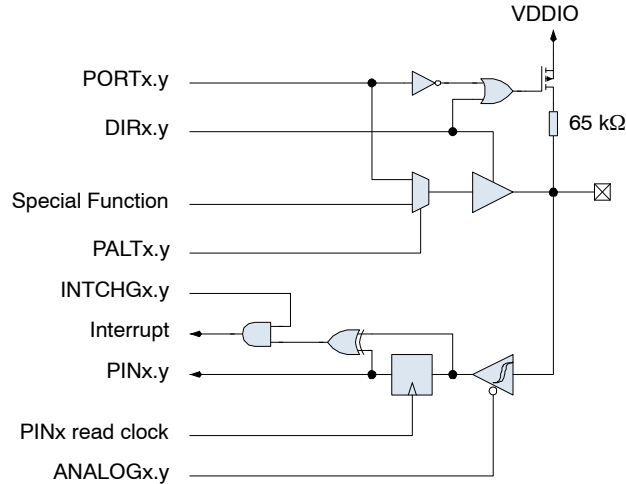 VDDIO
PORTx.y
DIRx.y
65 kΩ
Special Function
PALTx.y
INTCHGx.y
Interrupt
PINx.y
PINx read clock
ANALOGx.y